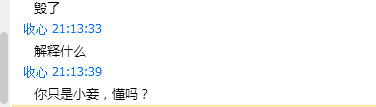 毁了
收心 21:13:33
解释什么
收心 21:13:39
你只是小妾，懂吗？